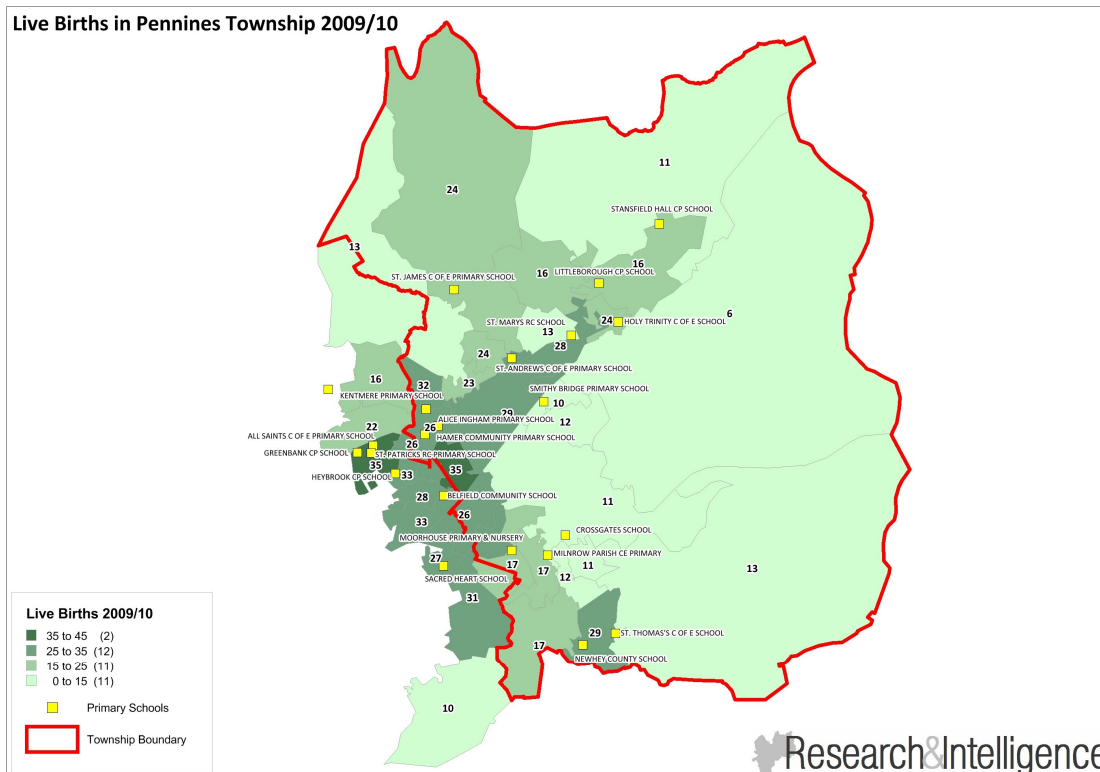 Live Births in Pennines Township 2009/10
11
24
STANSFIELD HALL CP SCHOOL
13
16
16
ST. JAMES C OF E PRIMARY SCHOOL
LITTLEBOROUGH CP SCHOOL
6
ST. MARYS RC SCHOOL
24
HOLY TRINITY C OF E SCHOOL
13
28
24
ST. ANDREWS C OF E PRIMARY SCHOOL
16
32
23
SMITHY BRIDGE PRIMARY SCHOOL
KENTMERE PRIMARY SCHOOL
10
29
12
22
ALICE INGHAM PRIMARY SCHOOL
26
ALL SAINTS C OF E PRIMARY SCHOOL
HAMER COMMUNITY PRIMARY SCHOOL
26
GREENBANK CP SCHOOL
ST. PATRICKS RC PRIMARY SCHOOL
35
35
HEYBROOK CP SCHOOL
33
28
BELFIELD COMMUNITY SCHOOL
11
33
26
CROSSGATES SCHOOL
MOORHOUSE PRIMARY & NURSERY
MILNROW PARISH CE PRIMARY
27
17
17
11
13
SACRED HEART SCHOOL
12
31
29
ST. THOMAS'S C OF E SCHOOL
17
NEWHEY COUNTY SCHOOL
10
Live Births 2009/10
35 to 45 (2)
25 to 35 (12)
15 to 25 (11)
0 to 15 (11)
Primary Schools
Township Boundary
Research&Intelligence